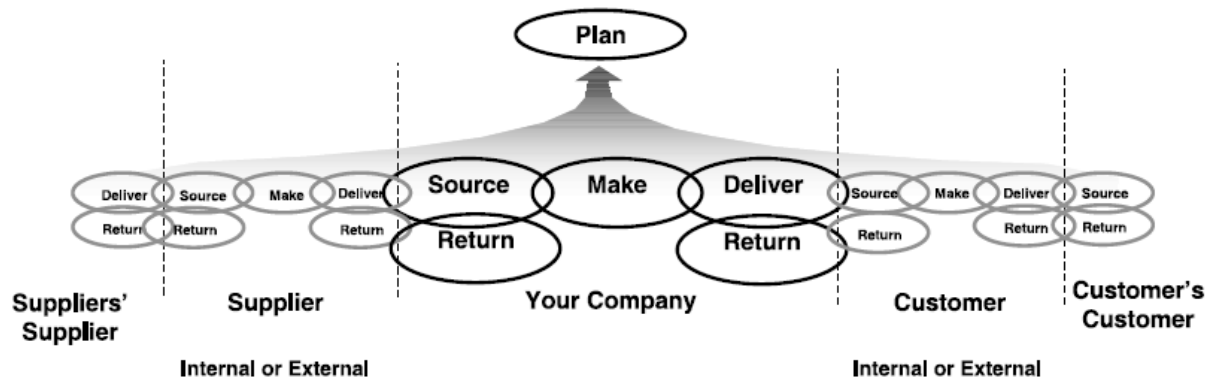 Plan
Deliver Source Make Deliver Source Make Deliver Source Make Deliver Source
Return Return Return Return Return Return Return Return
Suppliers' Supplier Your Company Customer Customer's
Supplier Customer
Internal or External Internal or External